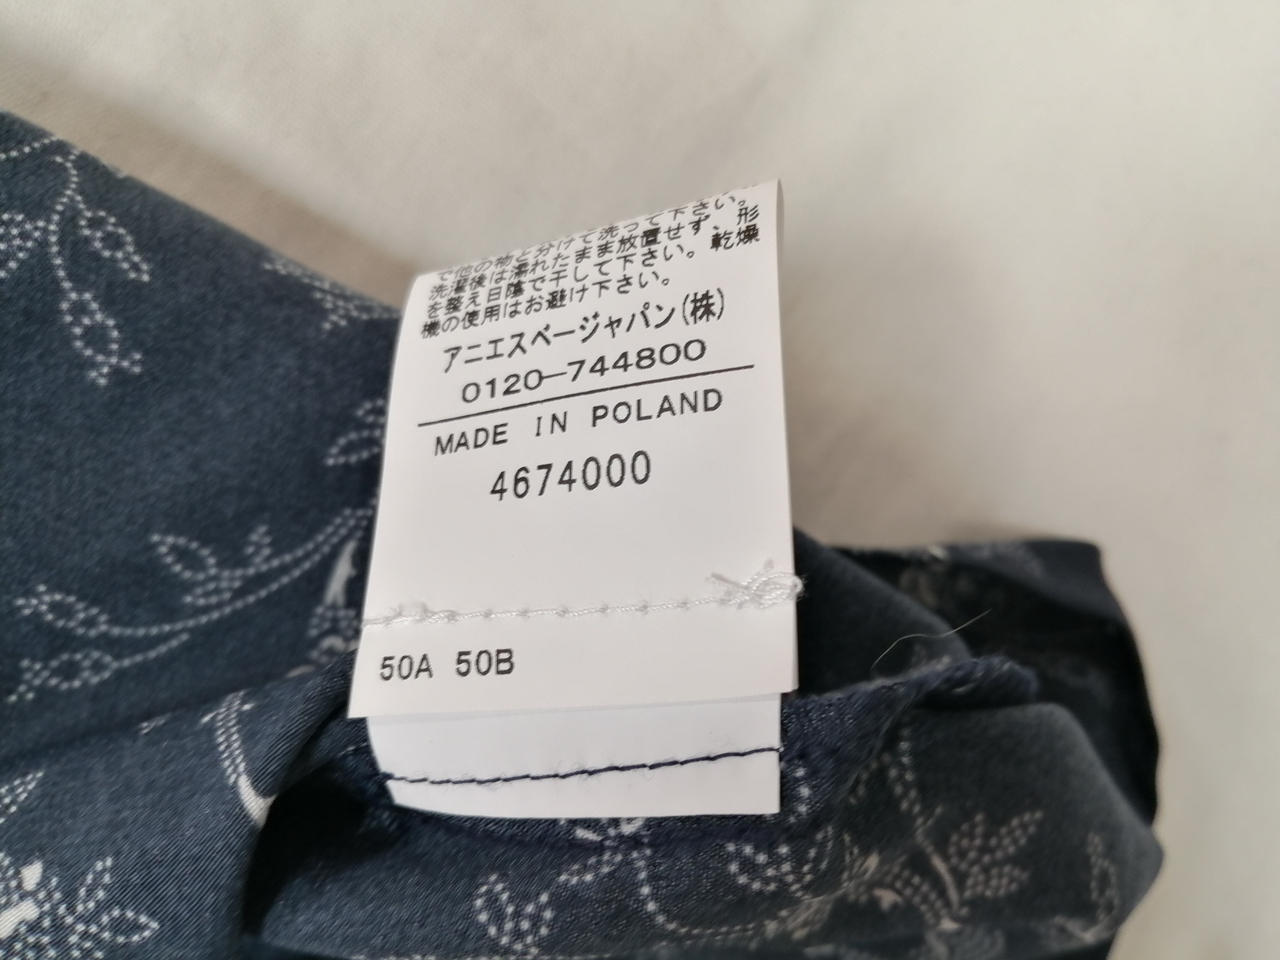 で他の物と分けて洗って下さい。
洗濯後は濡れたまま放置せず、形
を整え日陰で干して下さい。乾燥
機の使用はお避け下さい。
アニエスベージャパン(株)
0120-744800
MADE IN POLAND
4674000
50A 50B